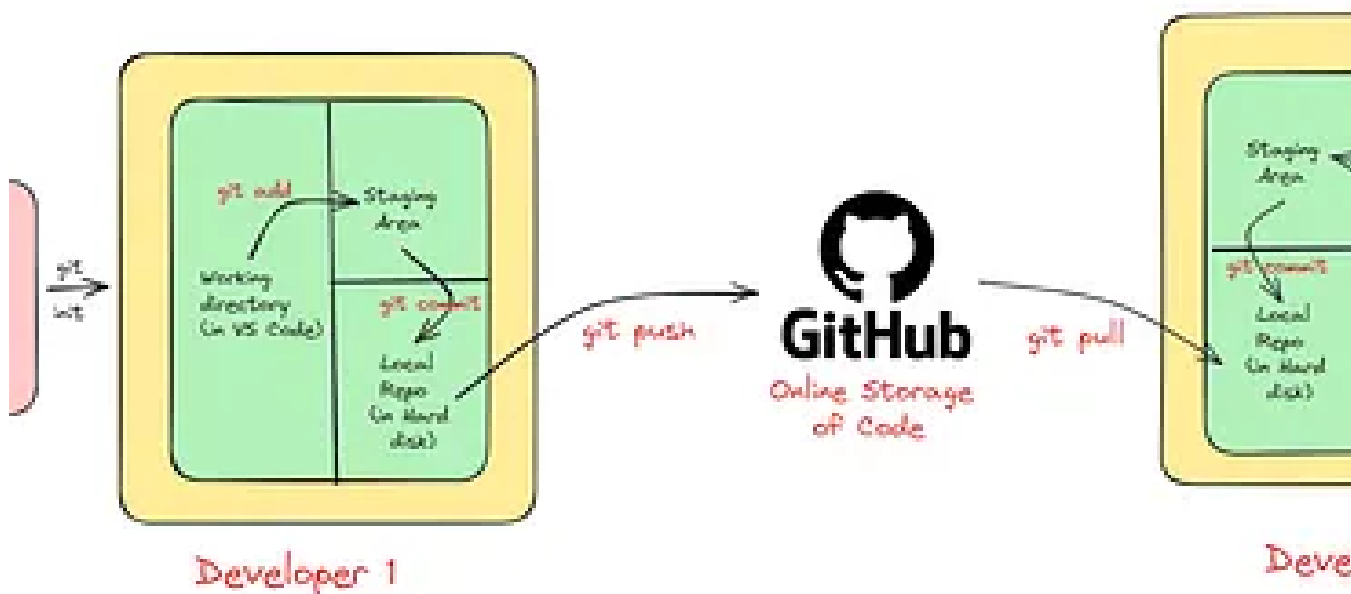 git
init
git add
Staging
Area
Working
directory
(in VS Code)
git commit
Local
Repo
(in Hard
disk)
Developer 1
git push
GitHub
Online Storage
of Code
git pull
Staging
Area
git commit
Local
Repo
(in Hard
disk)
Deve